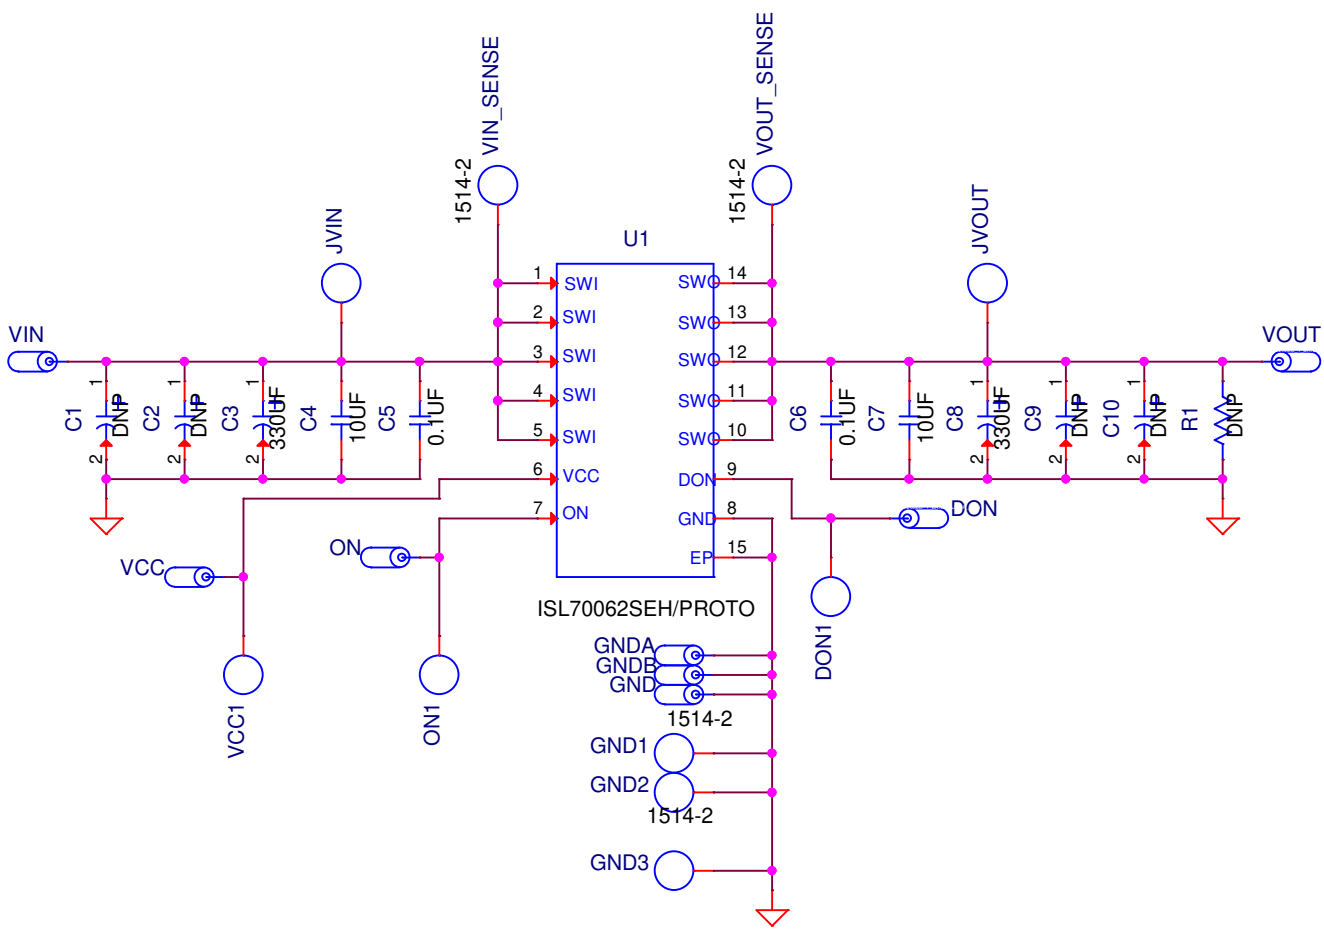 VIN_SENSE
VOUT_SENSE
1514-2
1514-2
JVIN
JVOUT
U1
VIN
VOUT
1 SWI
2 SWI
3 SWI
4 SWI
5 SWI
6 VCC
7 ON
SWO 14
SWO 13
SWO 12
SWO 11
SWO 10
DON 9
GND 8
EP 15
C1 1 2 DNP
C2 1 2 DNP
C3 1 2 330UF
C4 10UF
C5 0.1UF
C6 0.1UF
C7 10UF
C8 1 2 330UF
C9 1 2 DNP
C10 1 2 DNP
R1 DNP
DON
ON
VCC
ISL70062SEH/PROTO
DON1
VCC1
ON1
GNDA
GNDB
GND
1514-2
GND1
GND2
1514-2
GND3